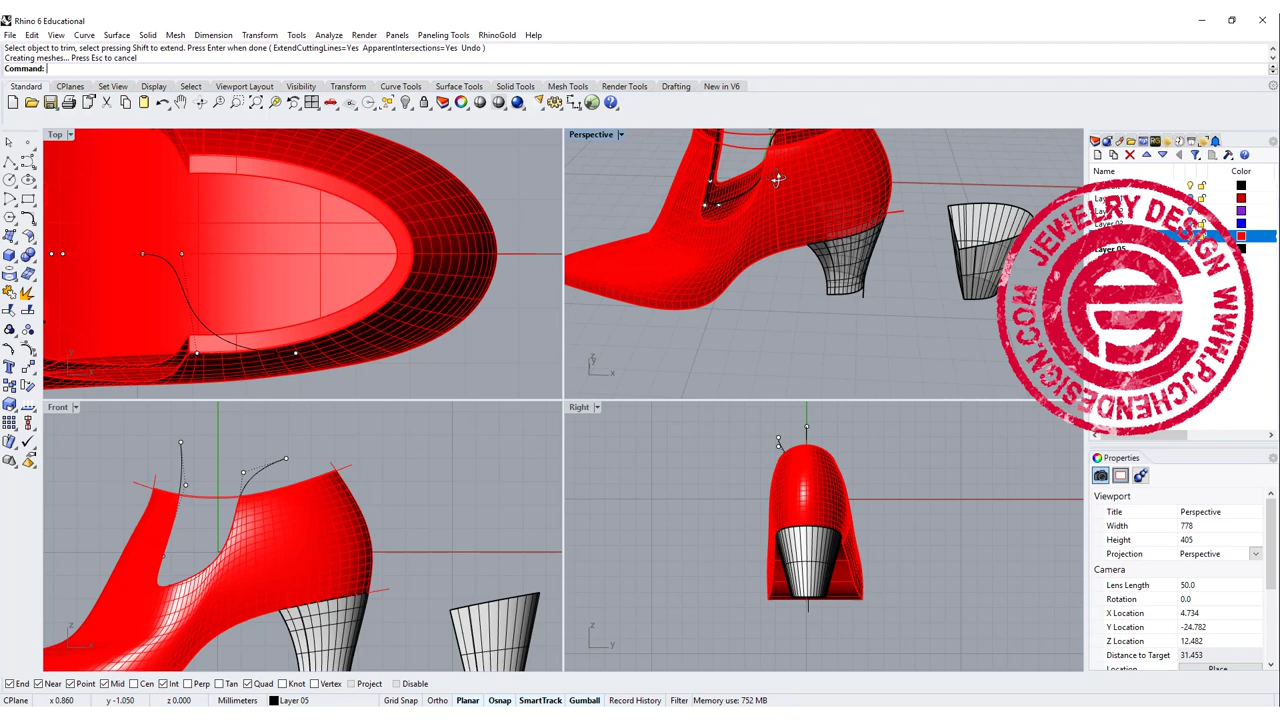 Rhino 6 Educational
File Edit View Curve Surface Solid Mesh Dimension Transform Tools Analyze Render Panels Paneling Tools RhinoGold Help
Select object to trim, select pressing Shift to extend. Press Enter when done ( ExtendCuttingLines=Yes ApparentIntersections=Yes Undo )
Creating meshes... Press Esc to cancel
Command:
Standard CPlanes Set View Display Select Viewport Layout Visibility Transform Curve Tools Surface Tools Solid Tools Mesh Tools Render Tools Drafting New in V6
Top
Perspective
Name Color
Layer 05
JEWELRY DESIGN WWW.PJCHENDESIGN.COM
z
x
Front
Right
z
x
z
y
Properties
Viewport
Title Perspective
Width 778
Height 405
Projection Perspective
Camera
Lens Length 50.0
Rotation 0.0
X Location 4.734
Y Location -24.782
Z Location 12.482
Distance to Target 31.453
Location Place...
End Near Point Mid Cen Int Perp Tan Quad Knot Vertex Project Disable
CPlane x 0.860 y -1.050 z 0.000 Millimeters Layer 05 Grid Snap Ortho Planar Osnap SmartTrack Gumball Record History Filter Memory use: 752 MB